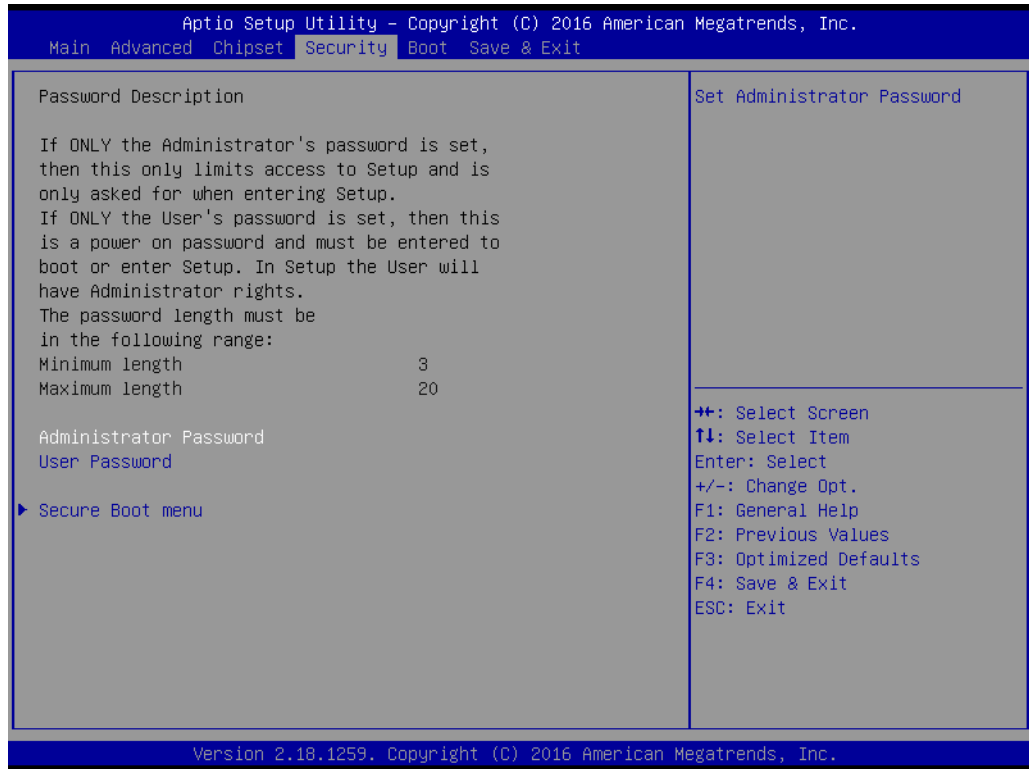 Aptio Setup Utility – Copyright (C) 2016 American Megatrends, Inc.
Main Advanced Chipset Security Boot Save & Exit
Password Description
If ONLY the Administrator's password is set,
then this only limits access to Setup and is
only asked for when entering Setup.
If ONLY the User's password is set, then this
is a power on password and must be entered to
boot or enter Setup. In Setup the User will
have Administrator rights.
The password length must be
in the following range:
Minimum length 3
Maximum length 20
Administrator Password
User Password
▶ Secure Boot menu
Set Administrator Password
→←: Select Screen
↑↓: Select Item
Enter: Select
+/-: Change Opt.
F1: General Help
F2: Previous Values
F3: Optimized Defaults
F4: Save & Exit
ESC: Exit
Version 2.18.1259. Copyright (C) 2016 American Megatrends, Inc.